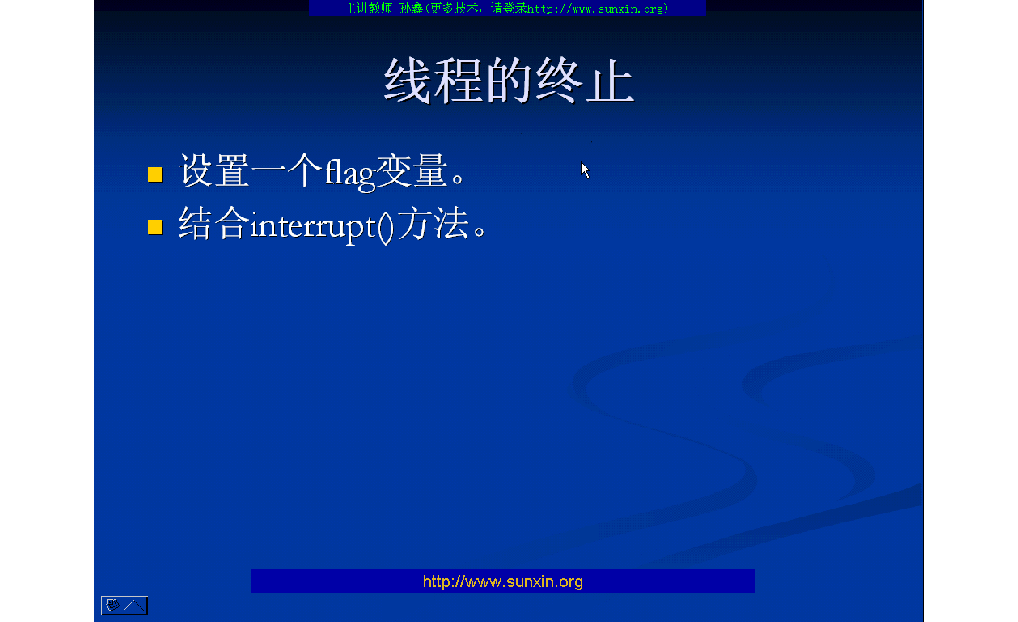 讲教师 孙鑫(更多技术，请登录http://www.sunxin.org)
线程的终止
设置一个flag变量。
结合interrupt()方法。
http://www.sunxin.org